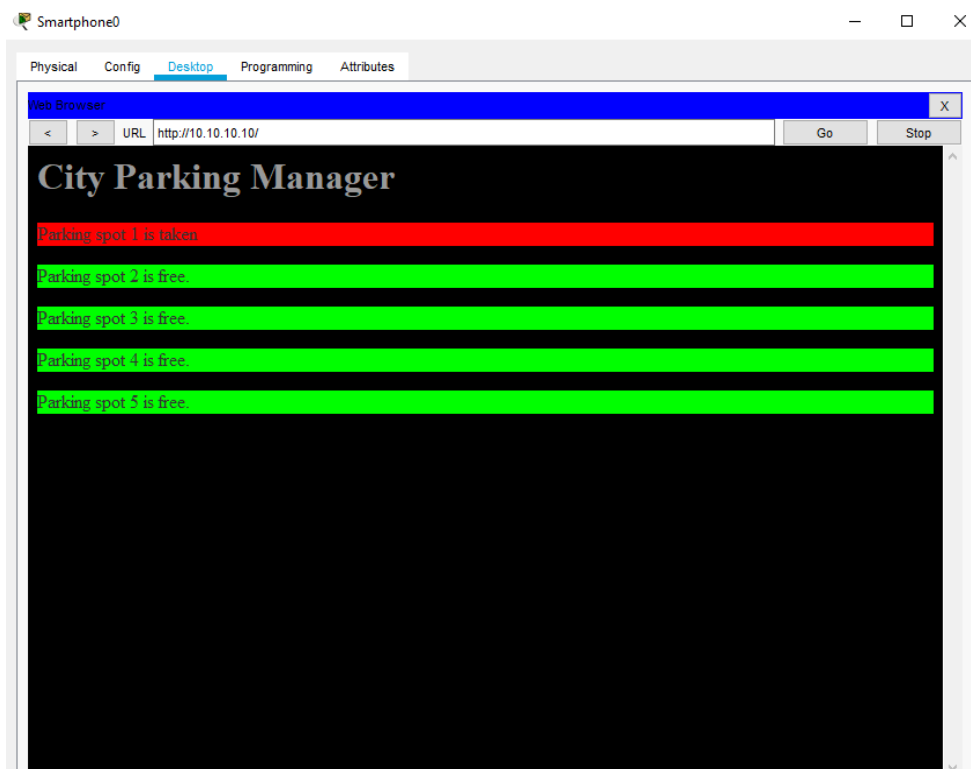 Smartphone0
Physical Config Desktop Programming Attributes
Web Browser
X
< > URL http://10.10.10.10/ Go Stop
City Parking Manager
Parking spot 1 is taken
Parking spot 2 is free.
Parking spot 3 is free.
Parking spot 4 is free.
Parking spot 5 is free.